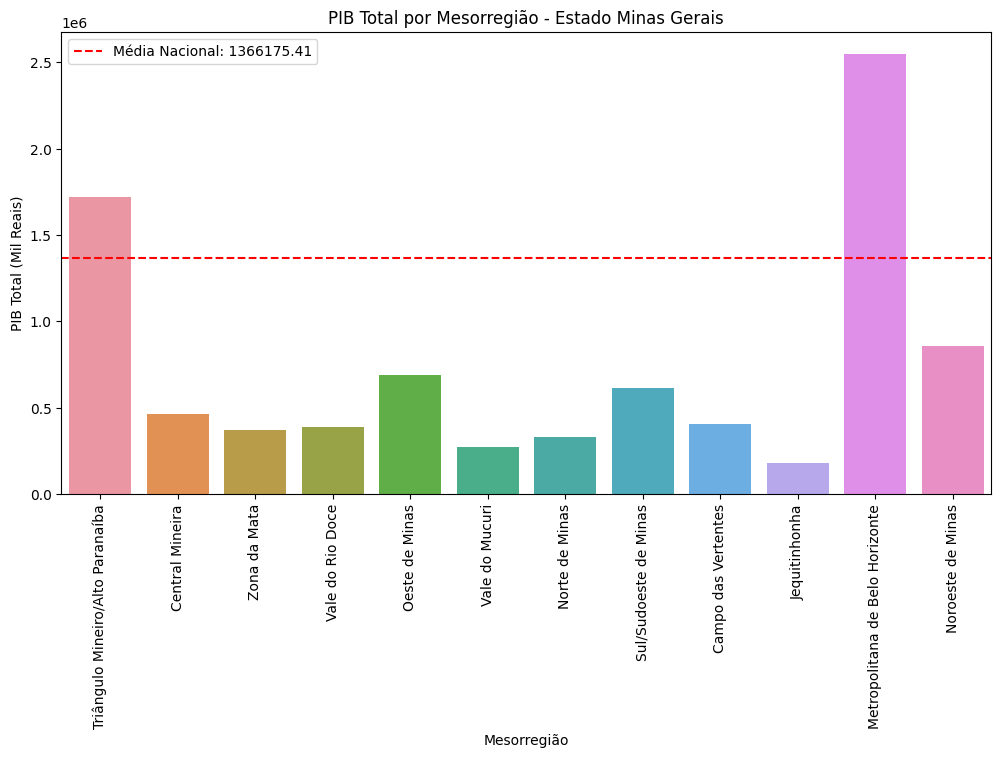 PIB Total por Mesorregião - Estado Minas Gerais
1e6
Média Nacional: 1366175.41
2.5
2.0
1.5
1.0
0.5
0.0
PIB Total (Mil Reais)
Triângulo Mineiro/Alto Paranaíba
Central Mineira
Zona da Mata
Vale do Rio Doce
Oeste de Minas
Vale do Mucuri
Norte de Minas
Sul/Sudoeste de Minas
Campo das Vertentes
Jequitinhonha
Metropolitana de Belo Horizonte
Noroeste de Minas
Mesorregião